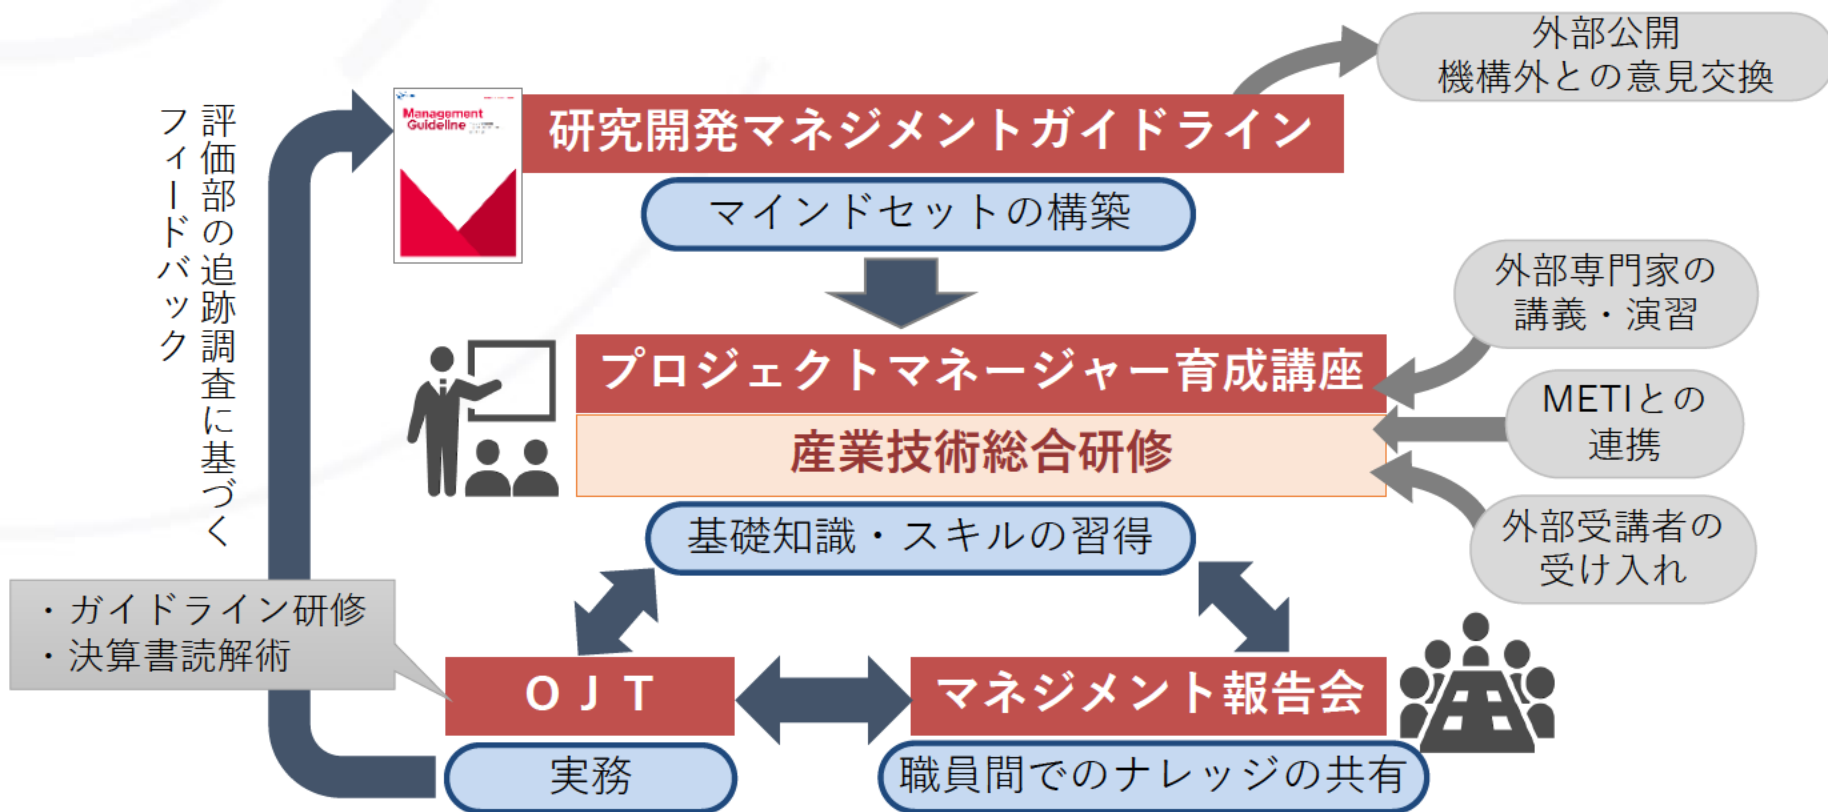 外部公開
機構外との意見交換
Management
Guideline
研究開発マネジメントガイドライン
マインドセットの構築
評価部の追跡調査に基づく
フィードバック
外部専門家の
講義・演習
プロジェクトマネージャー育成講座
METIとの
連携
産業技術総合研修
外部受講者の
受け入れ
基礎知識・スキルの習得
・ガイドライン研修
・決算書読解術
ＯＪＴ
マネジメント報告会
実務
職員間でのナレッジの共有